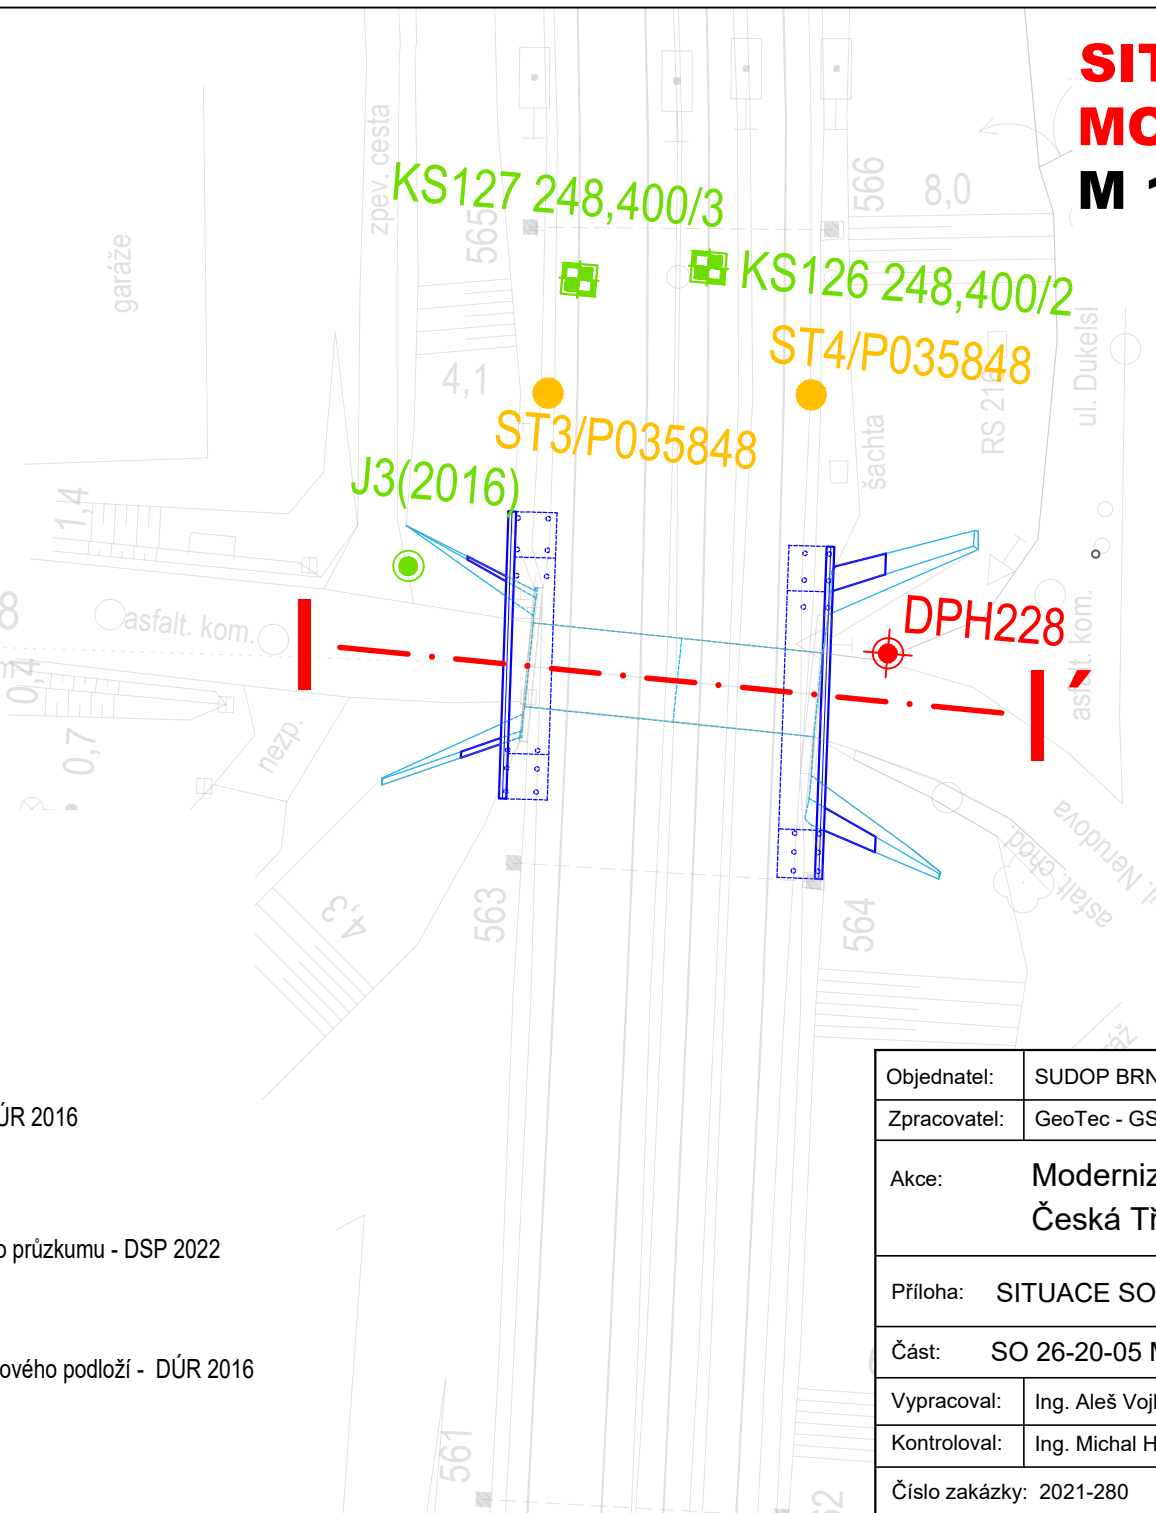 SIT
MO
M 1
zpev. cesta
KS127 248,400/3
566
8,0
565
garáže
KS126 248,400/2
ST4/P035848
ul. Dukelsl
4,1
RS 216
ST3/P035848
šachta
J3(2016)
1,4
8
asfalt. kom.
DPH228
asfalt. kom.
I
I´
0,4
0,7
nezp.
ul. Nerudova
asfalt. chod.
4,3
563
564
ÚR 2016
o průzkumu - DSP 2022
ového podloží - DÚR 2016
561
Objednatel: SUDOP BRN
Zpracovatel: GeoTec - GS
Akce: Moderniz
Česká Tř
Příloha: SITUACE SO
Část: SO 26-20-05 M
Vypracoval: Ing. Aleš Vojl
Kontroloval: Ing. Michal H
Číslo zakázky: 2021-280